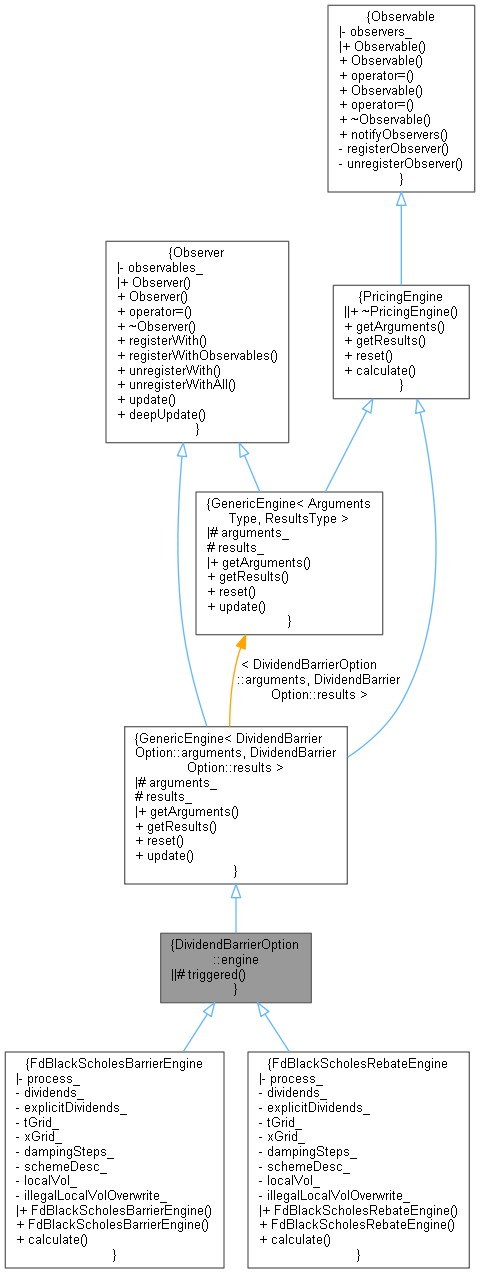 {Observable
|- observers_
|+ Observable()
+ Observable()
+ operator=()
+ Observable()
+ operator=()
+ ~Observable()
+ notifyObservers()
- registerObserver()
- unregisterObserver()
}
{Observer
|- observables_
|+ Observer()
+ Observer()
+ operator=()
+ ~Observer()
+ registerWith()
+ registerWithObservables()
+ unregisterWith()
+ unregisterWithAll()
+ update()
+ deepUpdate()
}
{PricingEngine
||+ ~PricingEngine()
+ getArguments()
+ getResults()
+ reset()
+ calculate()
}
{GenericEngine< Arguments
Type, ResultsType >
|# arguments_
# results_
|+ getArguments()
+ getResults()
+ reset()
+ update()
}
< DividendBarrierOption
::arguments, DividendBarrier
Option::results >
{GenericEngine< DividendBarrier
Option::arguments, DividendBarrier
Option::results >
|# arguments_
# results_
|+ getArguments()
+ getResults()
+ reset()
+ update()
}
{DividendBarrierOption
::engine
||# triggered()
}
{FdBlackScholesBarrierEngine
|- process_
- dividends_
- explicitDividends_
- tGrid_
- xGrid_
- dampingSteps_
- schemeDesc_
- localVol_
- illegalLocalVolOverwrite_
|+ FdBlackScholesBarrierEngine()
+ FdBlackScholesBarrierEngine()
+ calculate()
}
{FdBlackScholesRebateEngine
|- process_
- dividends_
- explicitDividends_
- tGrid_
- xGrid_
- dampingSteps_
- schemeDesc_
- localVol_
- illegalLocalVolOverwrite_
|+ FdBlackScholesRebateEngine()
+ FdBlackScholesRebateEngine()
+ calculate()
}